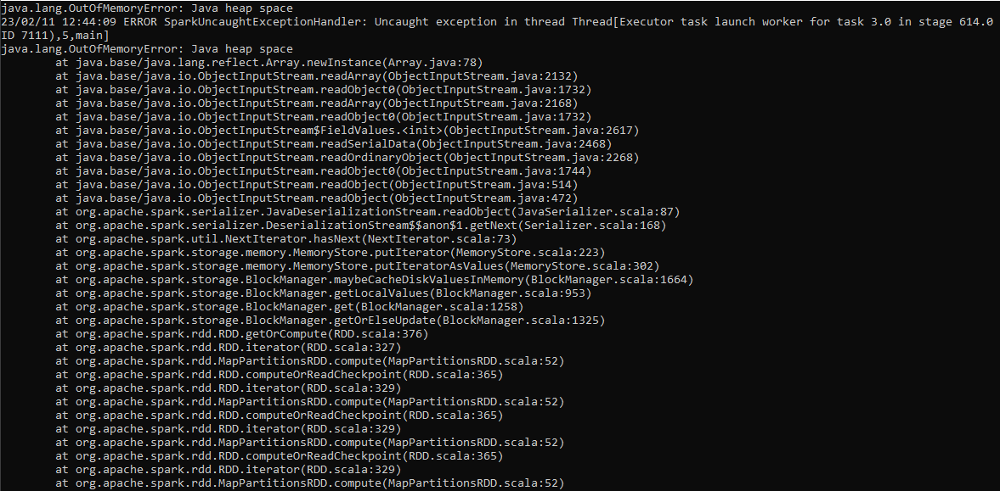 java.lang.OutOfMemoryError: Java heap space
23/02/11 12:44:09 ERROR SparkUncaughtExceptionHandler: Uncaught exception in thread Thread[Executor task launch worker for task 3.0 in stage 614.0
ID 7111),5,main]
java.lang.OutOfMemoryError: Java heap space
        at java.base/java.lang.reflect.Array.newInstance(Array.java:78)
        at java.base/java.io.ObjectInputStream.readArray(ObjectInputStream.java:2132)
        at java.base/java.io.ObjectInputStream.readObject0(ObjectInputStream.java:1732)
        at java.base/java.io.ObjectInputStream.readArray(ObjectInputStream.java:2168)
        at java.base/java.io.ObjectInputStream.readObject0(ObjectInputStream.java:1732)
        at java.base/java.io.ObjectInputStream$FieldValues.<init>(ObjectInputStream.java:2617)
        at java.base/java.io.ObjectInputStream.readSerialData(ObjectInputStream.java:2468)
        at java.base/java.io.ObjectInputStream.readOrdinaryObject(ObjectInputStream.java:2268)
        at java.base/java.io.ObjectInputStream.readObject0(ObjectInputStream.java:1744)
        at java.base/java.io.ObjectInputStream.readObject(ObjectInputStream.java:514)
        at java.base/java.io.ObjectInputStream.readObject(ObjectInputStream.java:472)
        at org.apache.spark.serializer.JavaDeserializationStream.readObject(JavaSerializer.scala:87)
        at org.apache.spark.serializer.DeserializationStream$$anon$1.getNext(Serializer.scala:168)
        at org.apache.spark.util.NextIterator.hasNext(NextIterator.scala:73)
        at org.apache.spark.storage.memory.MemoryStore.putIterator(MemoryStore.scala:223)
        at org.apache.spark.storage.memory.MemoryStore.putIteratorAsValues(MemoryStore.scala:302)
        at org.apache.spark.storage.BlockManager.maybeCacheDiskValuesInMemory(BlockManager.scala:1664)
        at org.apache.spark.storage.BlockManager.getLocalValues(BlockManager.scala:953)
        at org.apache.spark.storage.BlockManager.get(BlockManager.scala:1258)
        at org.apache.spark.storage.BlockManager.getOrElseUpdate(BlockManager.scala:1325)
        at org.apache.spark.rdd.RDD.getOrCompute(RDD.scala:376)
        at org.apache.spark.rdd.RDD.iterator(RDD.scala:327)
        at org.apache.spark.rdd.MapPartitionsRDD.compute(MapPartitionsRDD.scala:52)
        at org.apache.spark.rdd.RDD.computeOrReadCheckpoint(RDD.scala:365)
        at org.apache.spark.rdd.RDD.iterator(RDD.scala:329)
        at org.apache.spark.rdd.MapPartitionsRDD.compute(MapPartitionsRDD.scala:52)
        at org.apache.spark.rdd.RDD.computeOrReadCheckpoint(RDD.scala:365)
        at org.apache.spark.rdd.RDD.iterator(RDD.scala:329)
        at org.apache.spark.rdd.MapPartitionsRDD.compute(MapPartitionsRDD.scala:52)
        at org.apache.spark.rdd.RDD.computeOrReadCheckpoint(RDD.scala:365)
        at org.apache.spark.rdd.RDD.iterator(RDD.scala:329)
        at org.apache.spark.rdd.MapPartitionsRDD.compute(MapPartitionsRDD.scala:52)